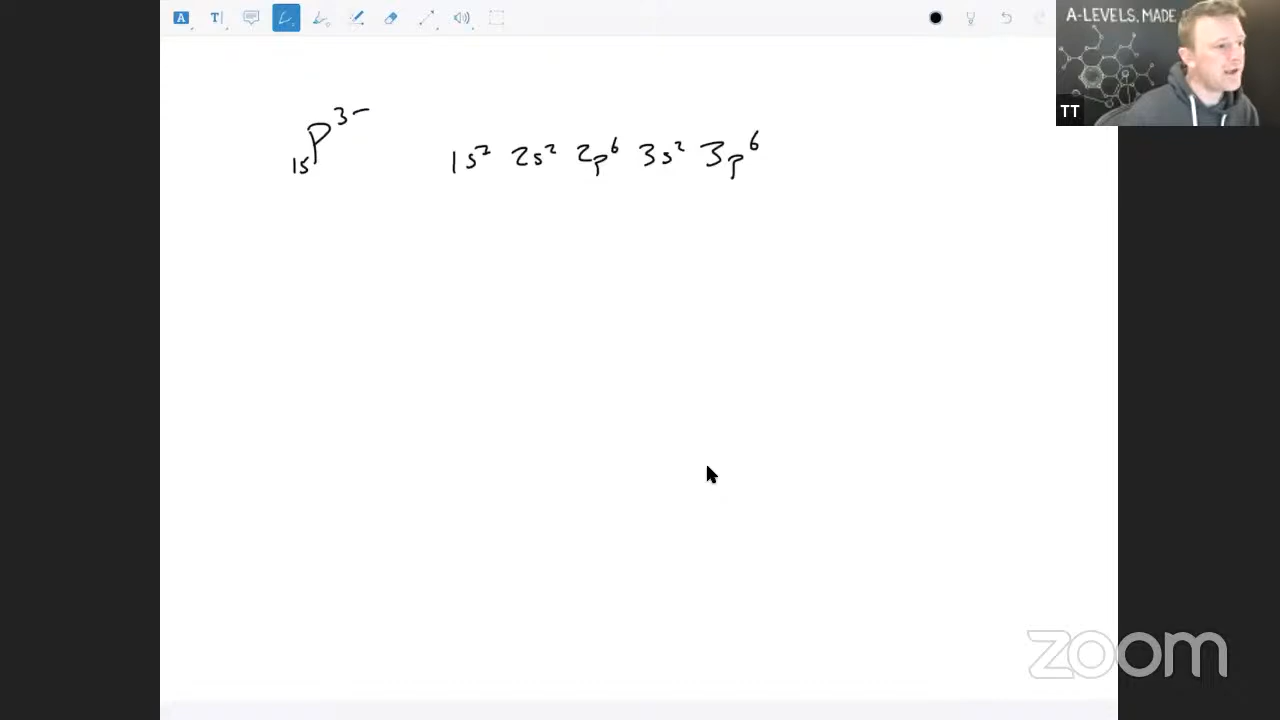 A T
A-LEVELS, MADE
TT
₁₅P³⁻ 1s² 2s² 2p⁶ 3s² 3p⁶
zoom